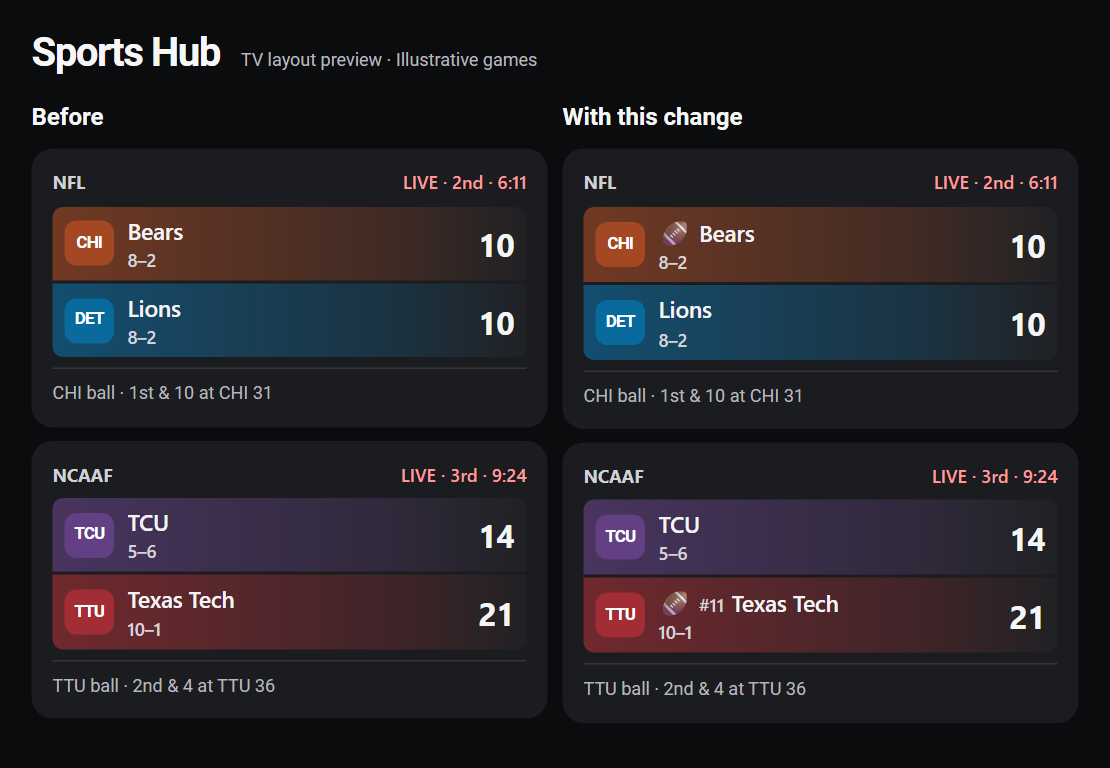 Sports Hub TV layout preview · Illustrative games
Before
NFL LIVE · 2nd · 6:11
CHI Bears 10
8–2
DET Lions 10
8–2
CHI ball · 1st & 10 at CHI 31
NCAAF LIVE · 3rd · 9:24
TCU TCU 14
5–6
TTU Texas Tech 21
10–1
TTU ball · 2nd & 4 at TTU 36
With this change
NFL LIVE · 2nd · 6:11
CHI 🏈 Bears 10
8–2
DET Lions 10
8–2
CHI ball · 1st & 10 at CHI 31
NCAAF LIVE · 3rd · 9:24
TCU TCU 14
5–6
TTU 🏈 #11 Texas Tech 21
10–1
TTU ball · 2nd & 4 at TTU 36